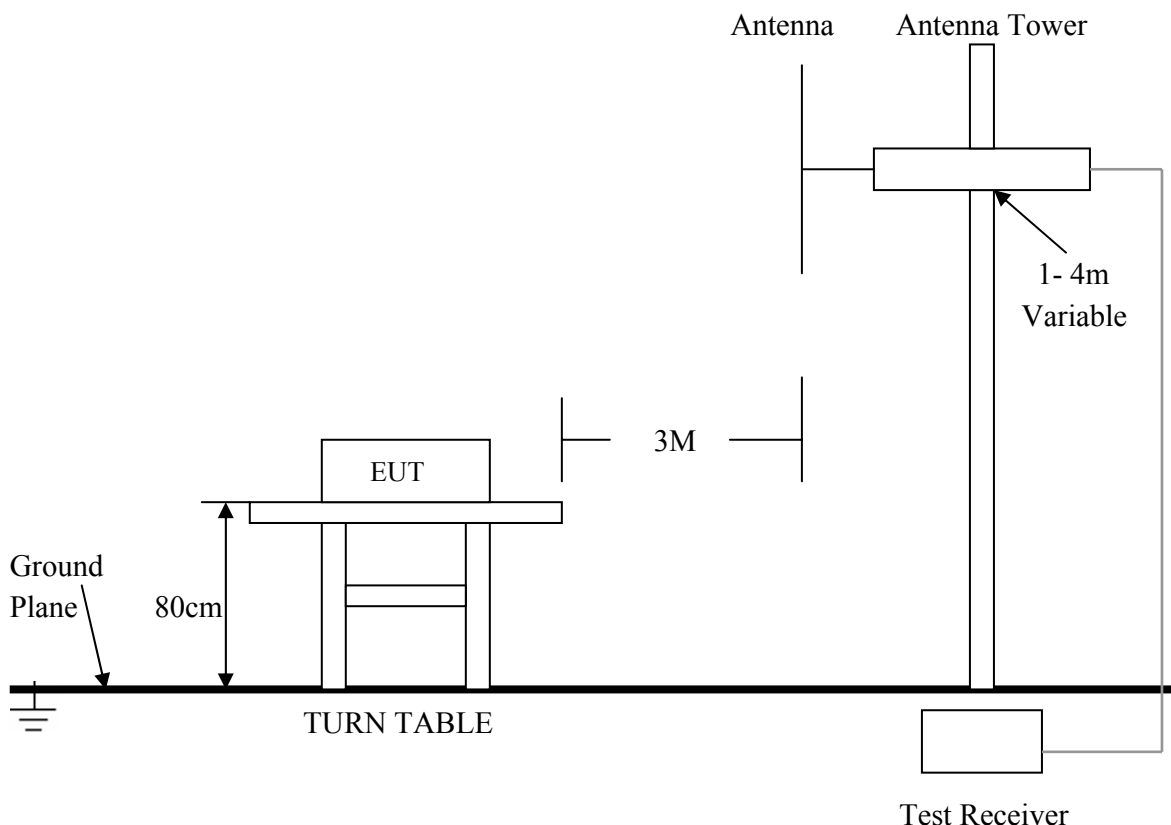 Antenna
Antenna Tower
1- 4m
Variable
3M
EUT
Ground
Plane
80cm
TURN TABLE
Test Receiver